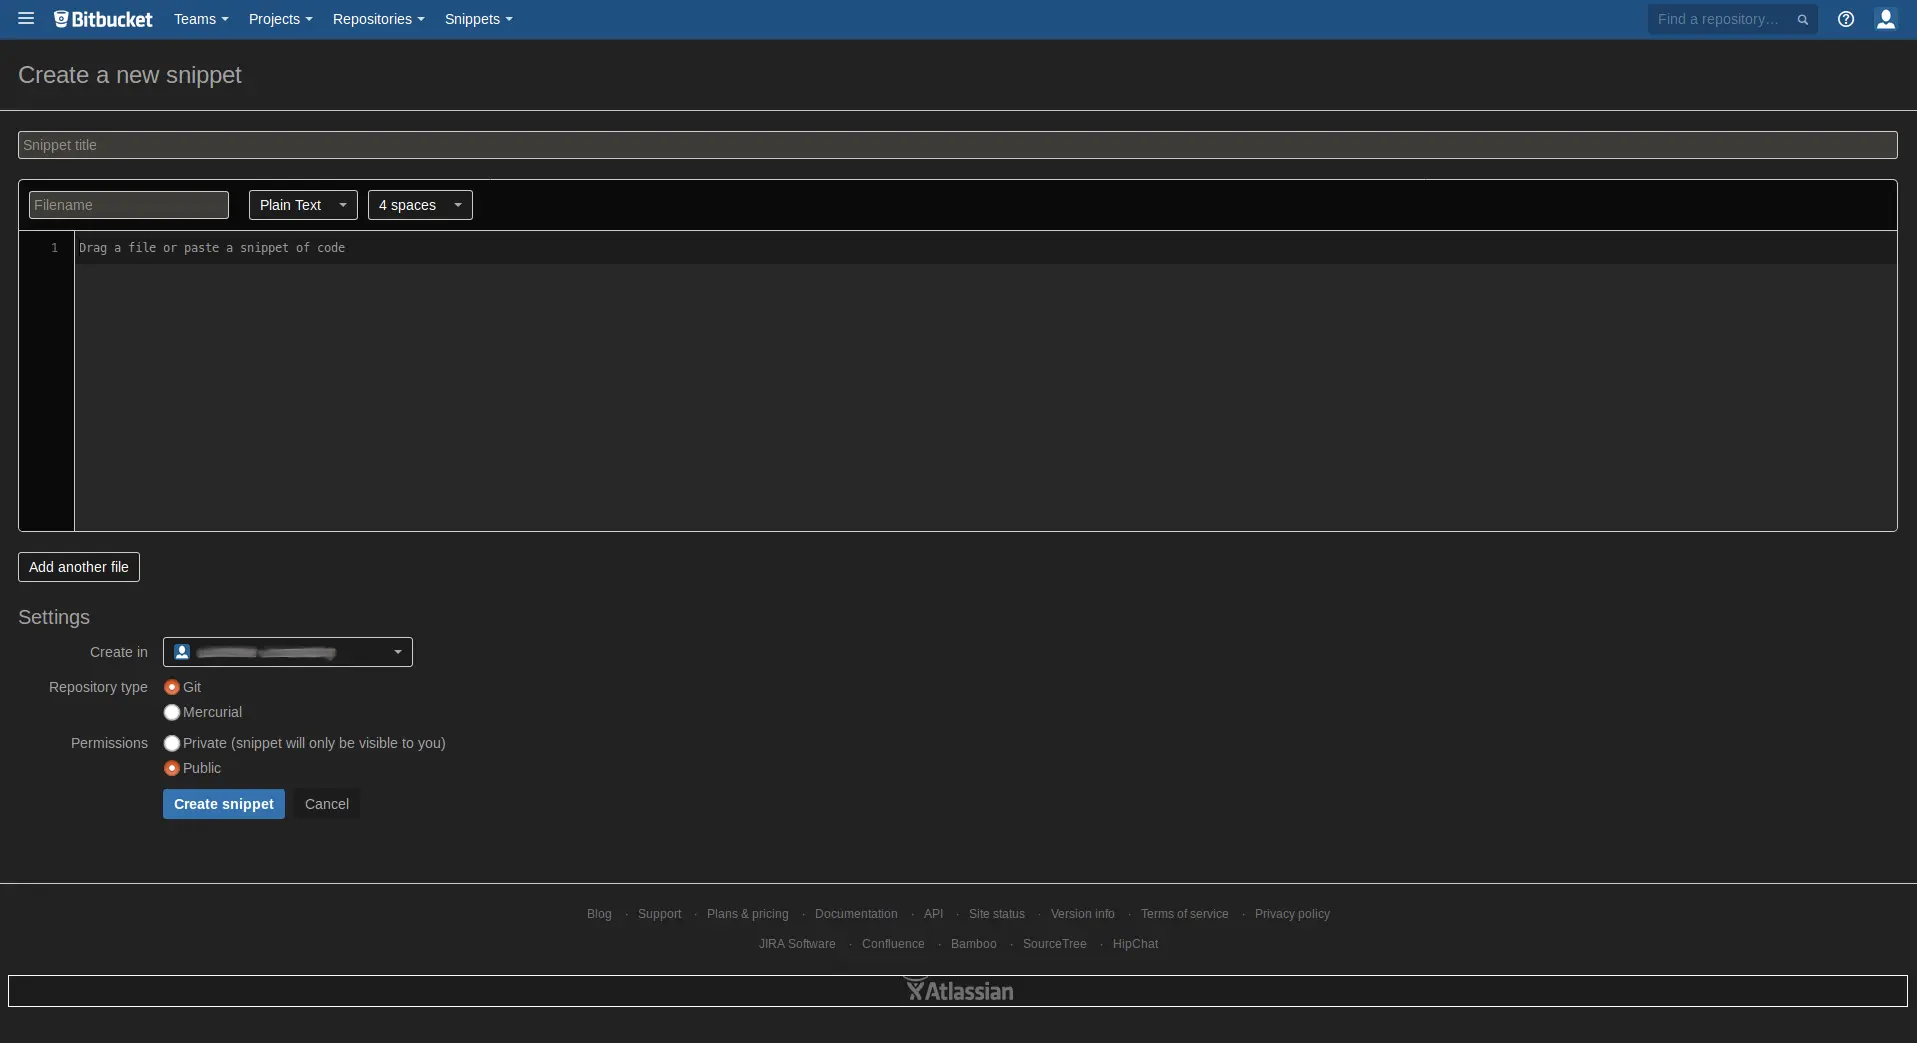 Bitbucket Teams Projects Repositories Snippets Find a repository...
Create a new snippet
Snippet title
Filename Plain Text 4 spaces
1 Drag a file or paste a snippet of code
Add another file
Settings
Create in
Repository type Git
Mercurial
Permissions Private (snippet will only be visible to you)
Public
Create snippet Cancel
Blog · Support · Plans & pricing · Documentation · API · Site status · Version info · Terms of service · Privacy policy
JIRA Software · Confluence · Bamboo · SourceTree · HipChat
Atlassian